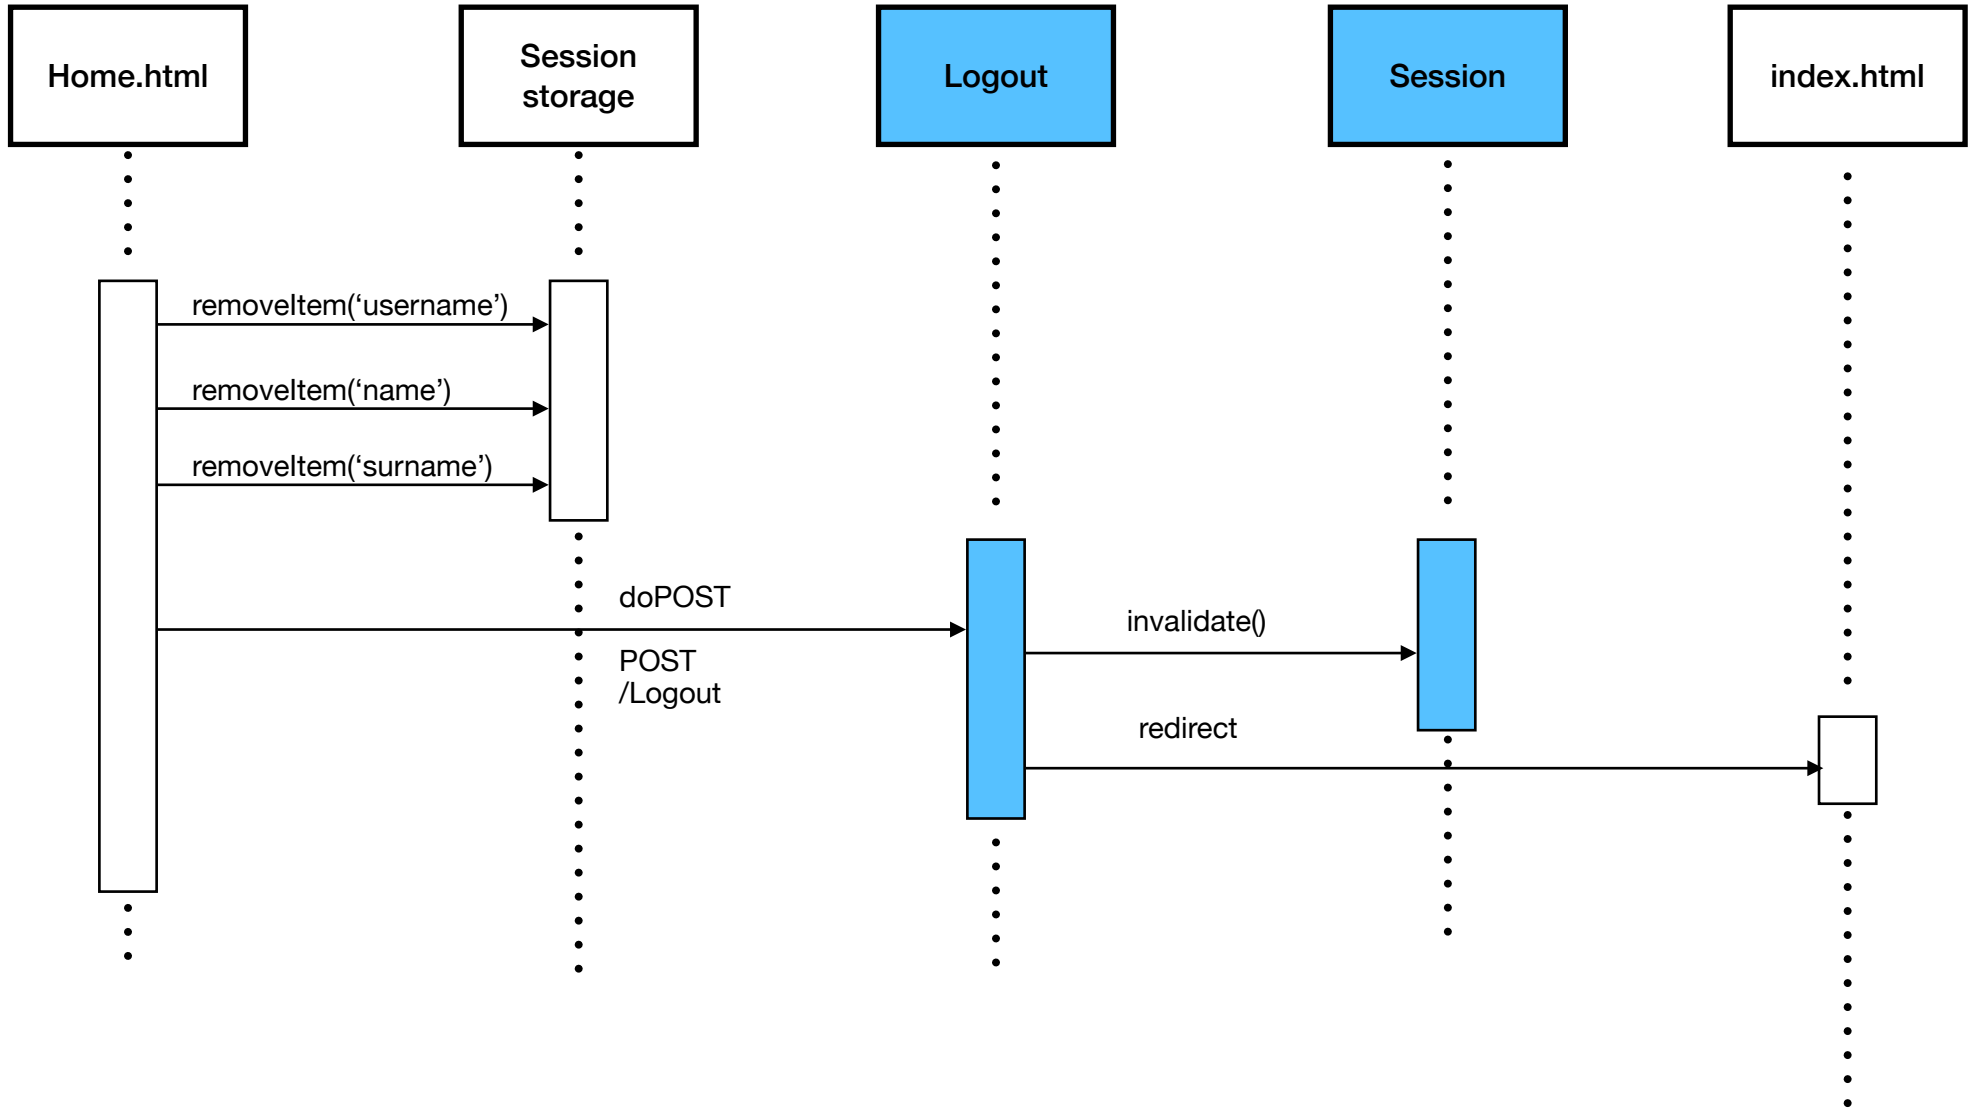 Home.html
Session
storage
Logout
Session
index.html
removeItem(‘username’)
removeItem(‘name’)
removeItem(‘surname’)
doPOST
POST
/Logout
invalidate()
redirect